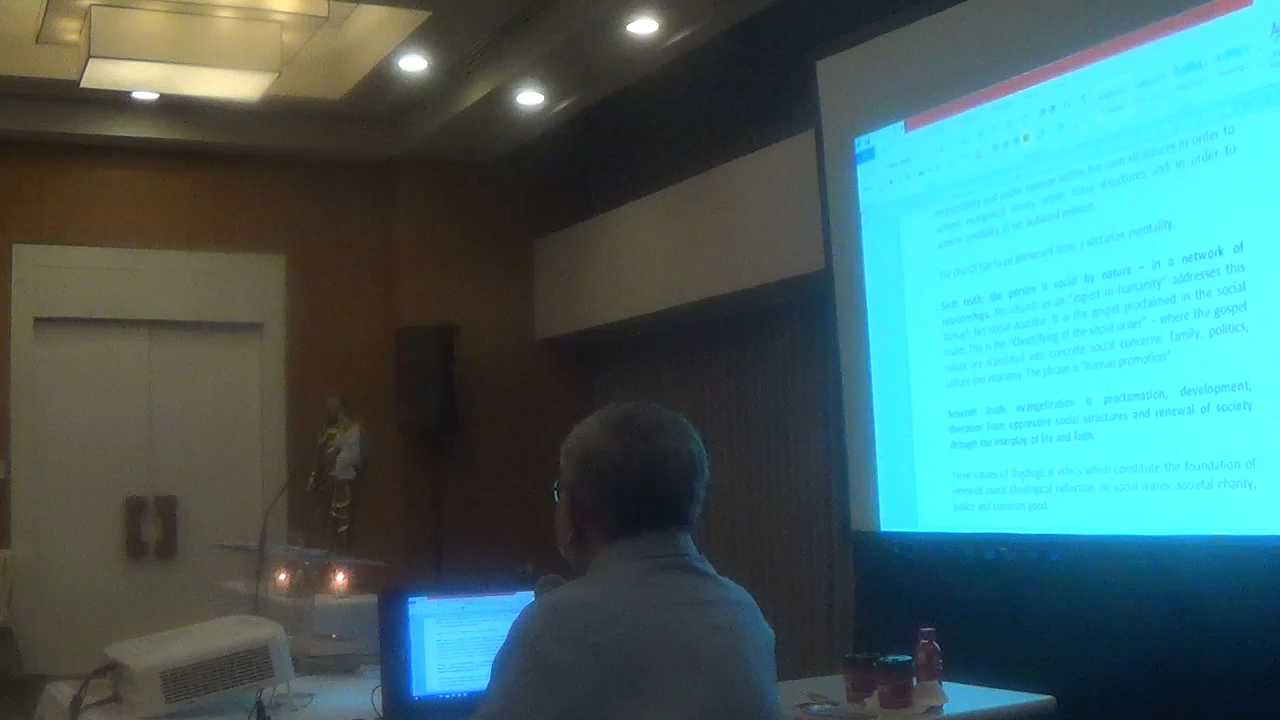 responsibility and public opinion within her own structures in order to
achieve evangelical liberty within those structures and in order to
achieve credibility in her outward mission.
The church has to be preserved from a sectarian mentality.
Sixth truth: the person is social by nature – in a network of
relationships. The church as an "expert in humanity" addresses this
through her social doctrine. It is the gospel proclaimed in the social
realm. This is the "Christifying of the social order" – where the gospel
values are translated into concrete social concerns: family, politics,
culture and economy. The phrase is "human promotion"
Seventh truth: evangelization is proclamation, development,
liberation from oppressive social structures and renewal of society
through the interplay of life and faith.
Three values of theological ethics which constitute the foundation of
renewed moral theological reflection on social issues: societal charity,
justice and common good.